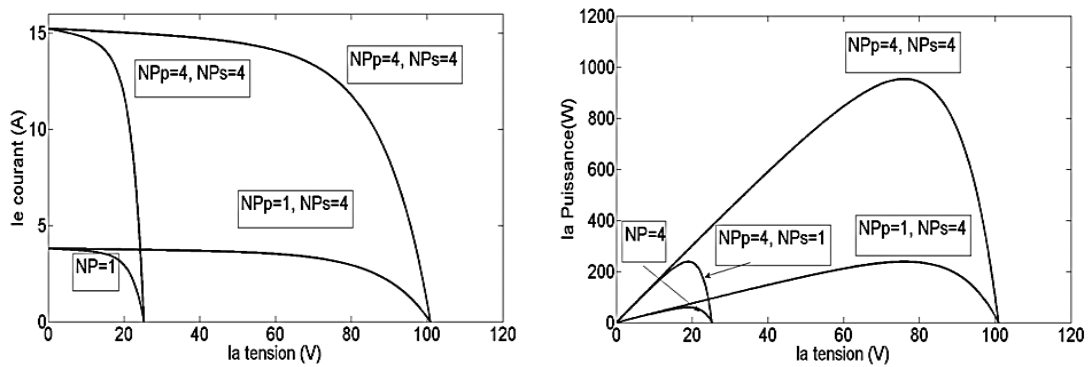 15
10
5
0
0
20
40
60
80
100
120
le courant (A)
la tension (V)
NPp=4, NPs=4
NPp=4, NPs=4
NPp=1, NPs=4
NP=1
1200
1000
800
600
400
200
0
0
20
40
60
80
100
120
la Puissance(W)
la tension (V)
NPp=4, NPs=4
NP=4
NPp=4, NPs=1
NPp=1, NPs=4